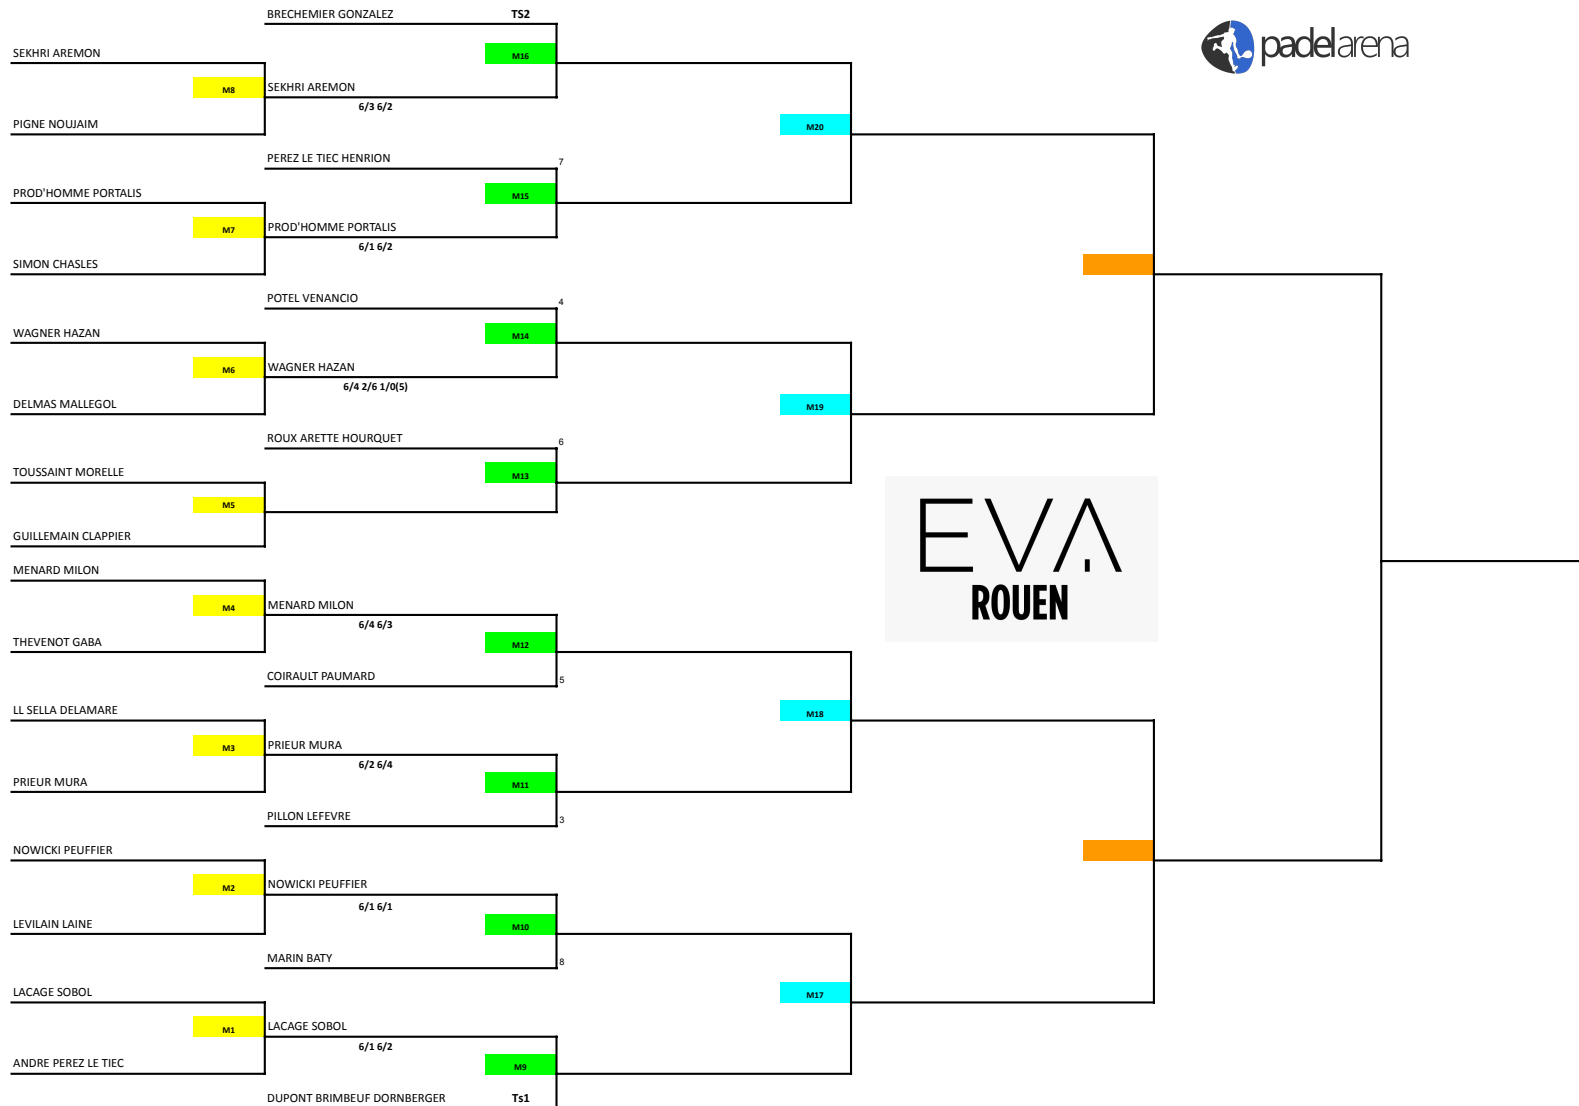 BRECHEMIER GONZALEZ TS2
padelarena
SEKHRI AREMON
M16
M8
SEKHRI AREMON
6/3 6/2
PIGNE NOUJAIM
M20
PEREZ LE TIEC HENRION 7
PROD'HOMME PORTALIS
M15
M7
PROD'HOMME PORTALIS
6/1 6/2
SIMON CHASLES
POTEL VENANCIO 4
WAGNER HAZAN
M14
M6
WAGNER HAZAN
6/4 2/6 1/0(5)
DELMAS MALLEGOL
M19
ROUX ARETTE HOURQUET 6
TOUSSAINT MORELLE
M13
M5
GUILLEMAIN CLAPPIER
EVA
ROUEN
MENARD MILON
M4
MENARD MILON
6/4 6/3
THEVENOT GABA
M12
COIRAULT PAUMARD 5
LL SELLA DELAMARE
M18
M3
PRIEUR MURA
6/2 6/4
PRIEUR MURA
M11
PILLON LEFEVRE 3
NOWICKI PEUFFIER
M2
NOWICKI PEUFFIER
6/1 6/1
LEVILAIN LAINE
M10
MARIN BATY 8
LACAGE SOBOL
M17
M1
LACAGE SOBOL
6/1 6/2
ANDRE PEREZ LE TIEC
M9
DUPONT BRIMBEUF DORNBERGER Ts1